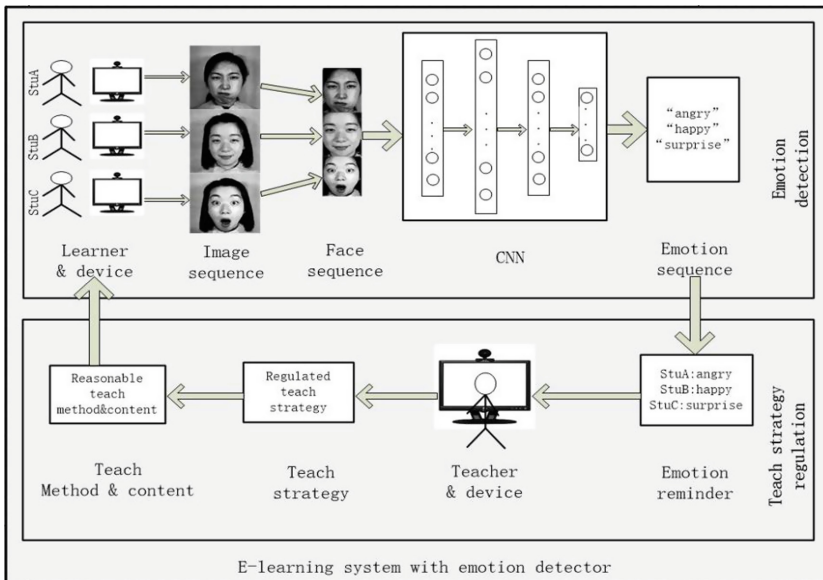 StuA
StuB
StuC
“angry”
“happy”
“surprise”
Learner
& device
Image
sequence
Face
sequence
CNN
Emotion
sequence
Emotion
detection
Reasonable
teach
method&content
Regulated
teach
strategy
StuA:angry
StuB:happy
StuC:surprise
Teach
Method & content
Teach
strategy
Teacher
& device
Emotion
reminder
Teach strategy
regulation
E-learning system with emotion detector